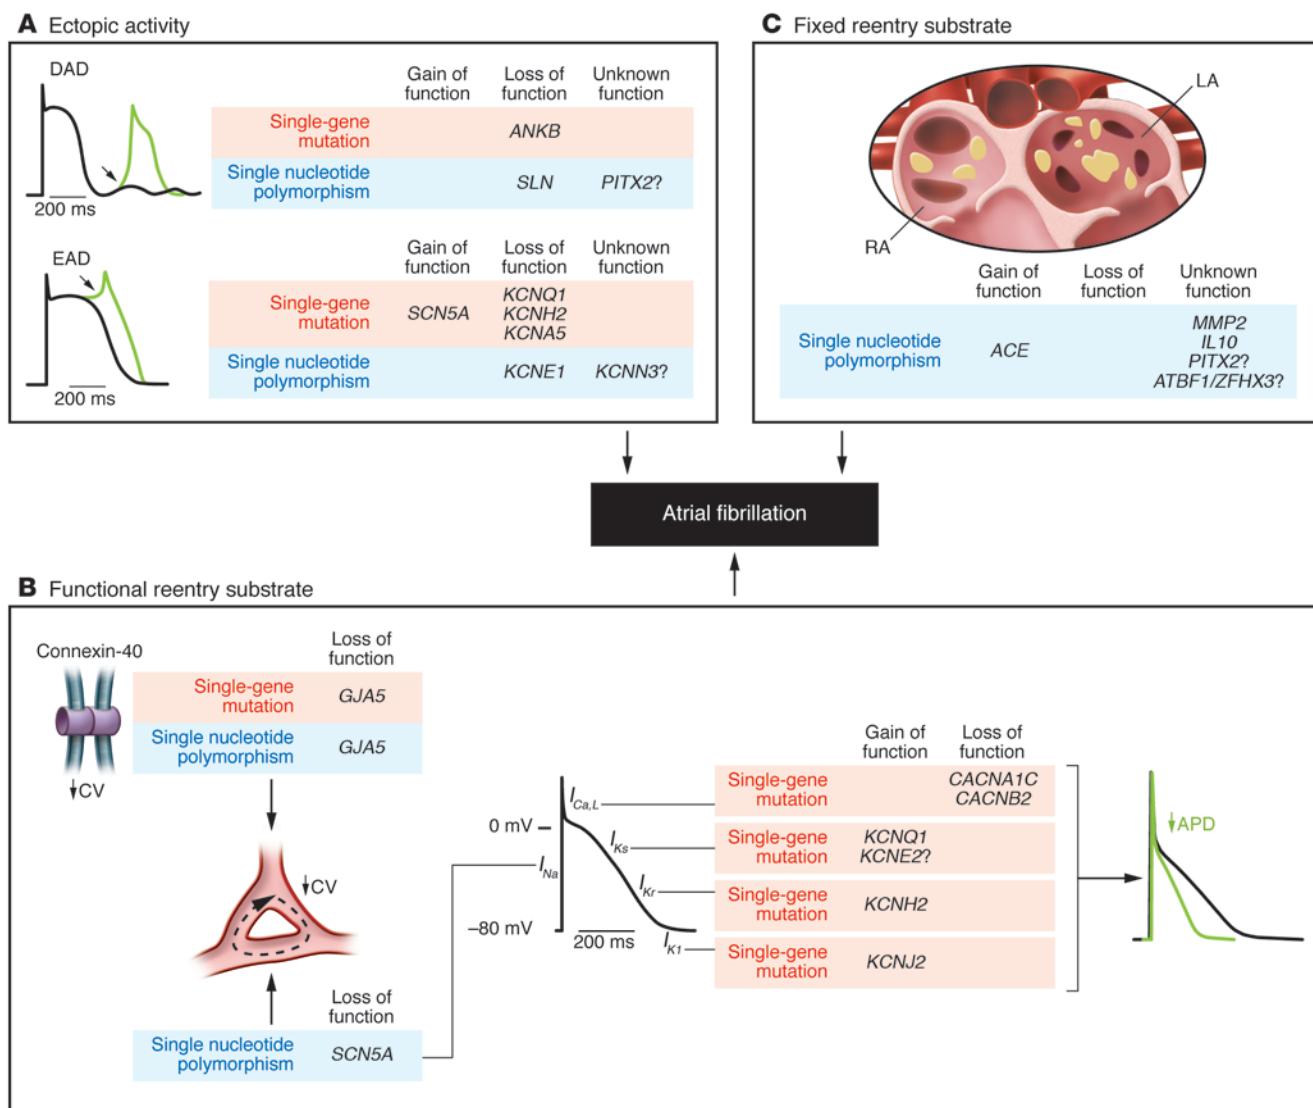 A Ectopic activity
DAD
200 ms
Gain of
function
Loss of
function
Unknown
function
Single-gene
mutation
ANKB
Single nucleotide
polymorphism
SLN
PITX2?
EAD
200 ms
Gain of
function
Loss of
function
Unknown
function
Single-gene
mutation
SCN5A
KCNQ1
KCNH2
KCNA5
Single nucleotide
polymorphism
KCNE1
KCNN3?
C Fixed reentry substrate
LA
RA
Gain of
function
Loss of
function
Unknown
function
Single nucleotide
polymorphism
ACE
MMP2
IL10
PITX2?
ATBF1/ZFHX3?
Atrial fibrillation
B Functional reentry substrate
Connexin-40
↓CV
Loss of
function
Single-gene
mutation
GJA5
Single nucleotide
polymorphism
GJA5
↓CV
Loss of
function
Single nucleotide
polymorphism
SCN5A
0 mV
–80 mV
200 ms
INa
ICa,L
IKs
IKr
IK1
Gain of
function
Loss of
function
Single-gene
mutation
CACNA1C
CACNB2
Single-gene
mutation
KCNQ1
KCNE2?
Single-gene
mutation
KCNH2
Single-gene
mutation
KCNJ2
↓APD